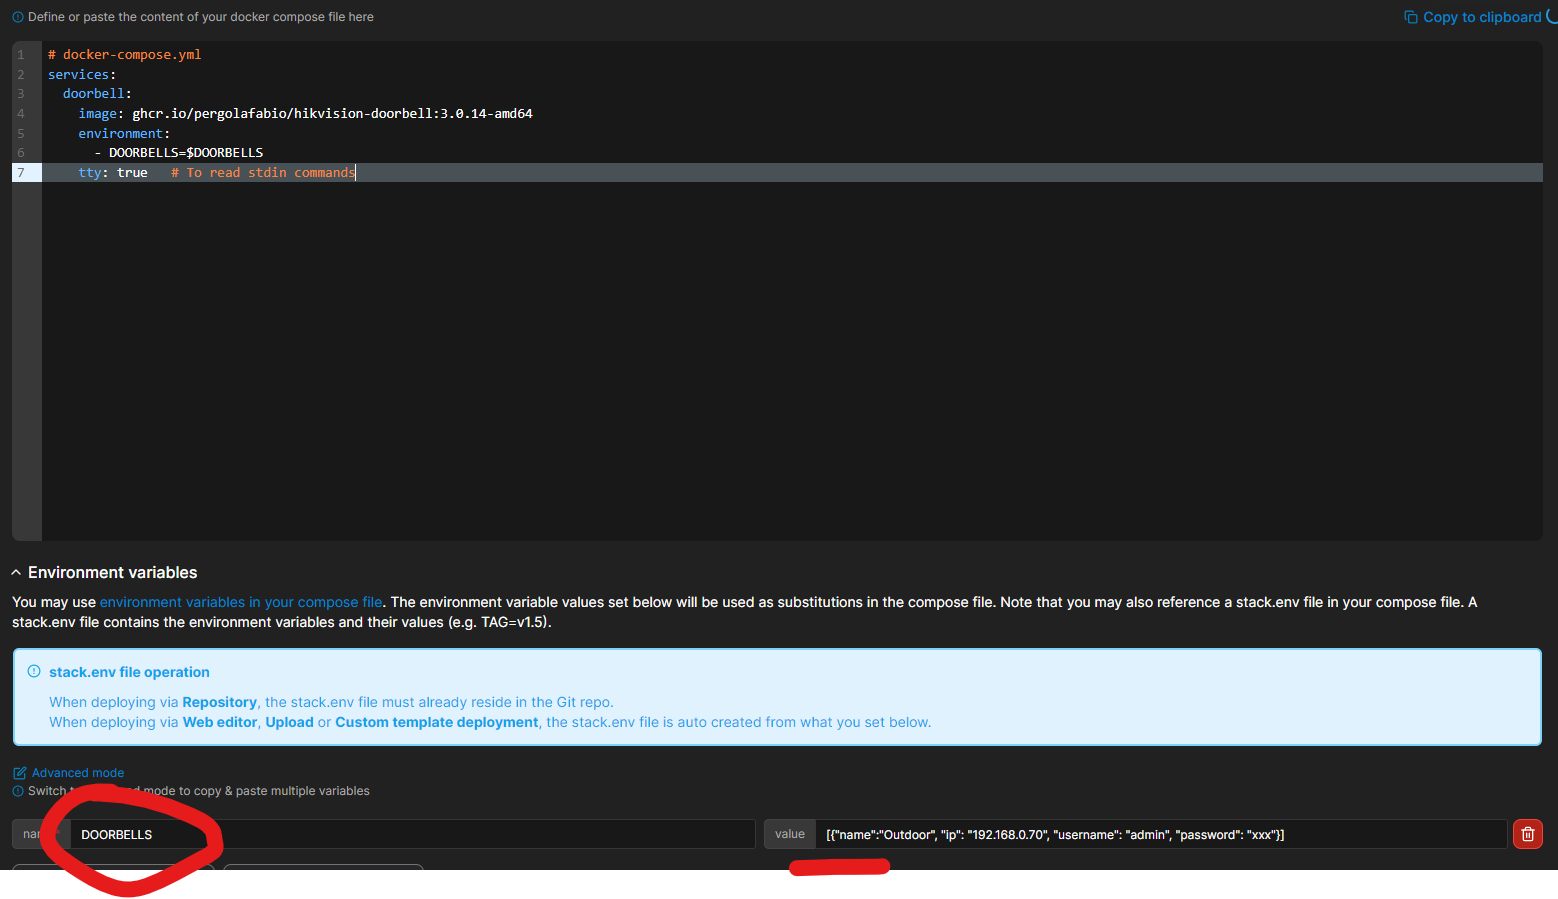 Define or paste the content of your docker compose file here
Copy to clipboard
1 # docker-compose.yml
2 services:
3   doorbell:
4     image: ghcr.io/pergolafabio/hikvision-doorbell:3.0.14-amd64
5     environment:
6       - DOORBELLS=$DOORBELLS
7     tty: true   # To read stdin commands
Environment variables
You may use environment variables in your compose file. The environment variable values set below will be used as substitutions in the compose file. Note that you may also reference a stack.env file in your compose file. A
stack.env file contains the environment variables and their values (e.g. TAG=v1.5).
stack.env file operation
When deploying via Repository, the stack.env file must already reside in the Git repo.
When deploying via Web editor, Upload or Custom template deployment, the stack.env file is auto created from what you set below.
Advanced mode
Switch mode to copy & paste multiple variables
DOORBELLS
value [{"name":"Outdoor", "ip": "192.168.0.70", "username": "admin", "password": "xxx"}]